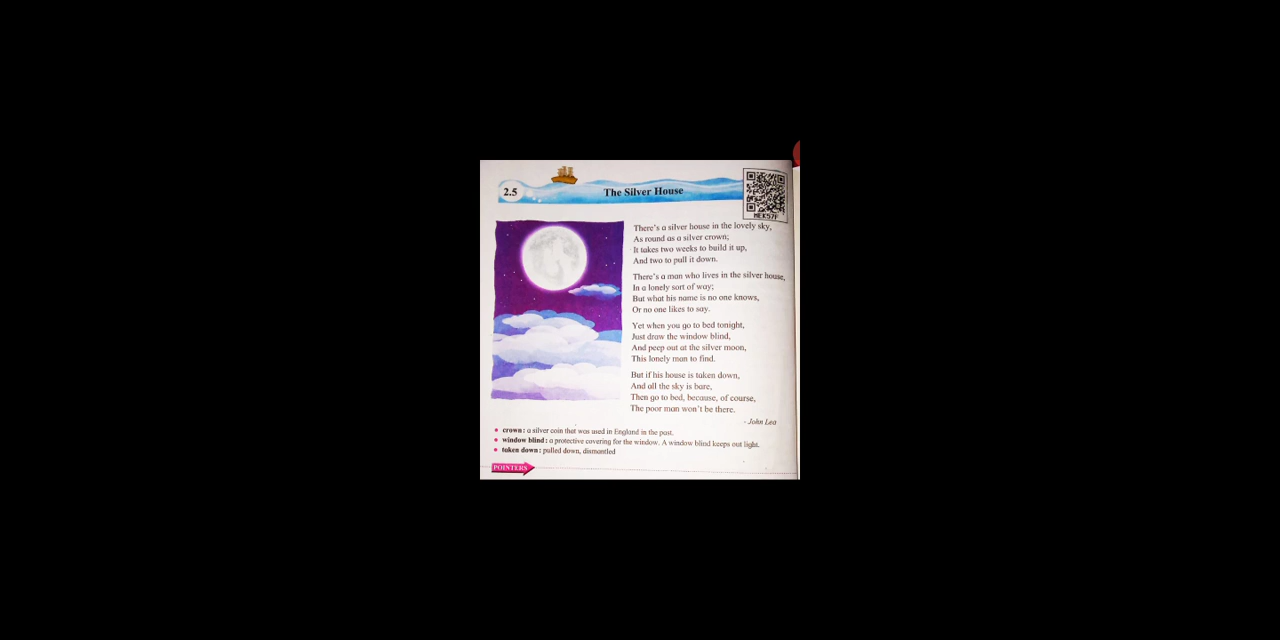 2.5
The Silver House
HEK57F
There's a silver house in the lovely sky,
As round as a silver crown;
It takes two weeks to build it up,
And two to pull it down.
There's a man who lives in the silver house,
In a lonely sort of way;
But what his name is no one knows,
Or no one likes to say.
Yet when you go to bed tonight,
Just draw the window blind,
And peep out at the silver moon,
This lonely man to find.
But if his house is taken down,
And all the sky is bare,
Then go to bed, because, of course,
The poor man won't be there.
- John Lea
• crown : a silver coin that was used in England in the past.
• window blind : a protective covering for the window. A window blind keeps out light.
• taken down : pulled down, dismantled
POINTERS